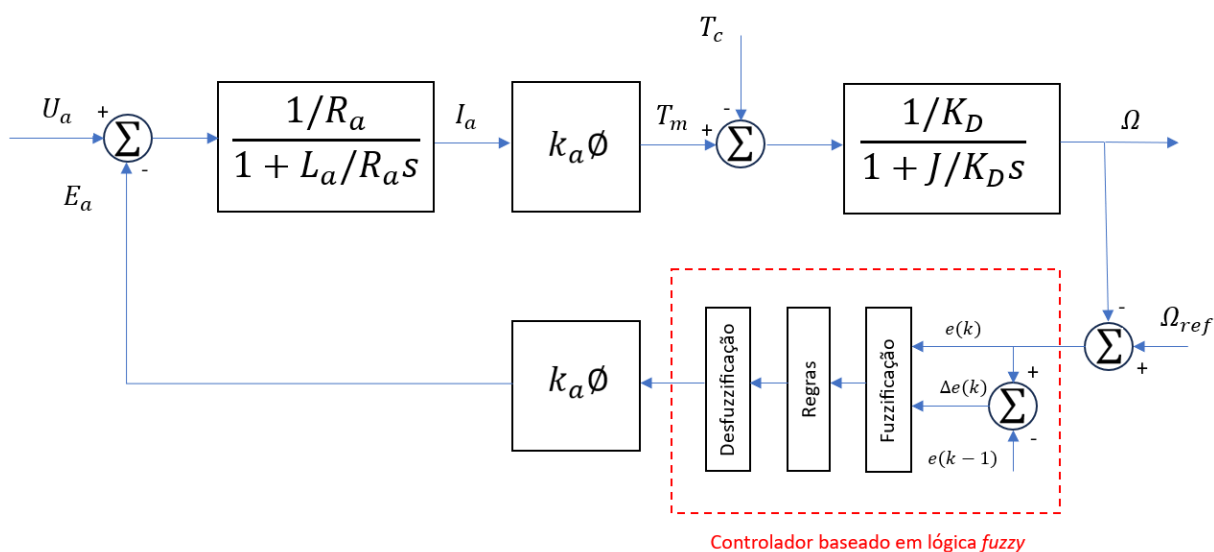 T_c
U_a
+
Σ
-
E_a
1/R_a
1 + L_a/R_a s
I_a
k_a∅
T_m
+
-
Σ
1/K_D
1 + J/K_D s
Ω
-
Σ
+
Ω_ref
k_a∅
Desfuzzificação
Regras
Fuzzificação
e(k)
Δe(k)
+
Σ
-
e(k − 1)
Controlador baseado em lógica fuzzy